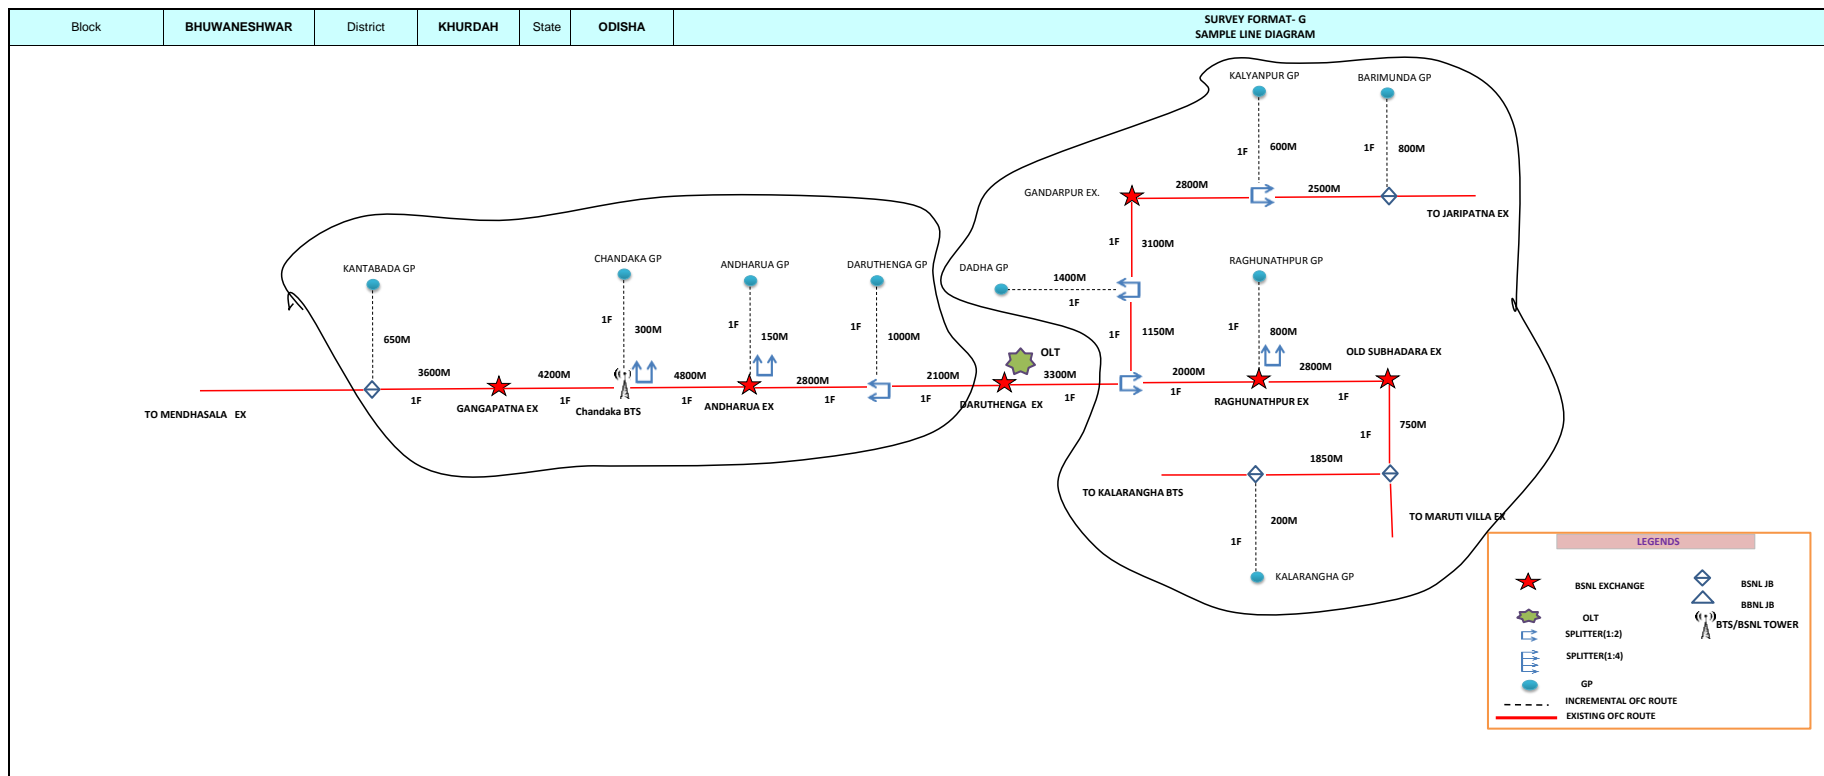 Block BHUWANESHWAR District KHURDAH State ODISHA SURVEY FORMAT- G
SAMPLE LINE DIAGRAM
KALYANPUR GP BARIMUNDA GP
1F 600M 1F 800M
GANDARPUR EX. 2800M 2500M
TO JARIPATNA EX
1F 3100M
KANTABADA GP CHANDAKA GP ANDHARUA GP DARUTHENGA GP DADHA GP 1400M RAGHUNATHPUR GP
1F
650M 1F 300M 1F 150M 1F 1000M 1F 1150M 1F 800M
OLT OLD SUBHADARA EX
3600M 4200M 4800M 2800M 2100M 3300M 2000M 2800M
1F 1F 1F 1F 1F 1F 1F 1F
TO MENDHASALA EX GANGAPATNA EX Chandaka BTS ANDHARUA EX DARUTHENGA EX RAGHUNATHPUR EX
1F 750M
1850M
TO KALARANGHA BTS
200M TO MARUTI VILLA EX
1F
KALARANGHA GP
LEGENDS
BSNL EXCHANGE BSNL JB
BBNL JB
OLT BTS/BSNL TOWER
SPLITTER(1:2)
SPLITTER(1:4)
GP
INCREMENTAL OFC ROUTE
EXISTING OFC ROUTE